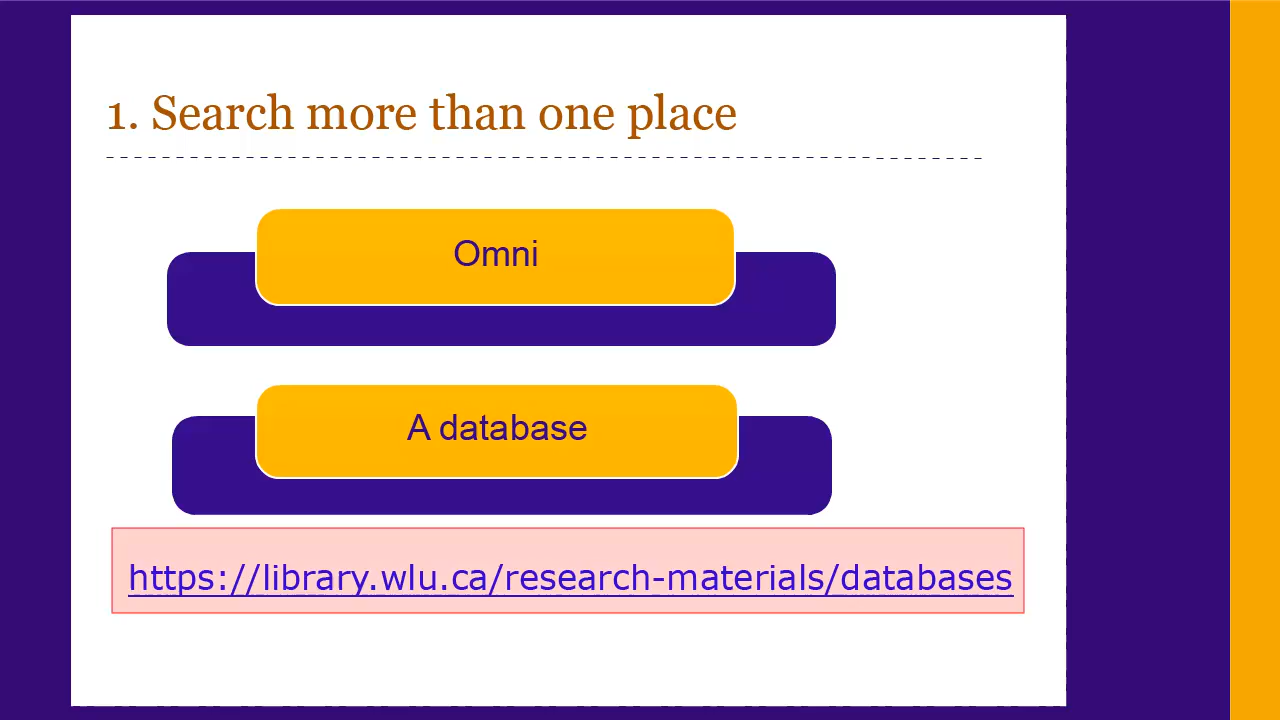 1. Search more than one place
Omni
A database
https://library.wlu.ca/research-materials/databases